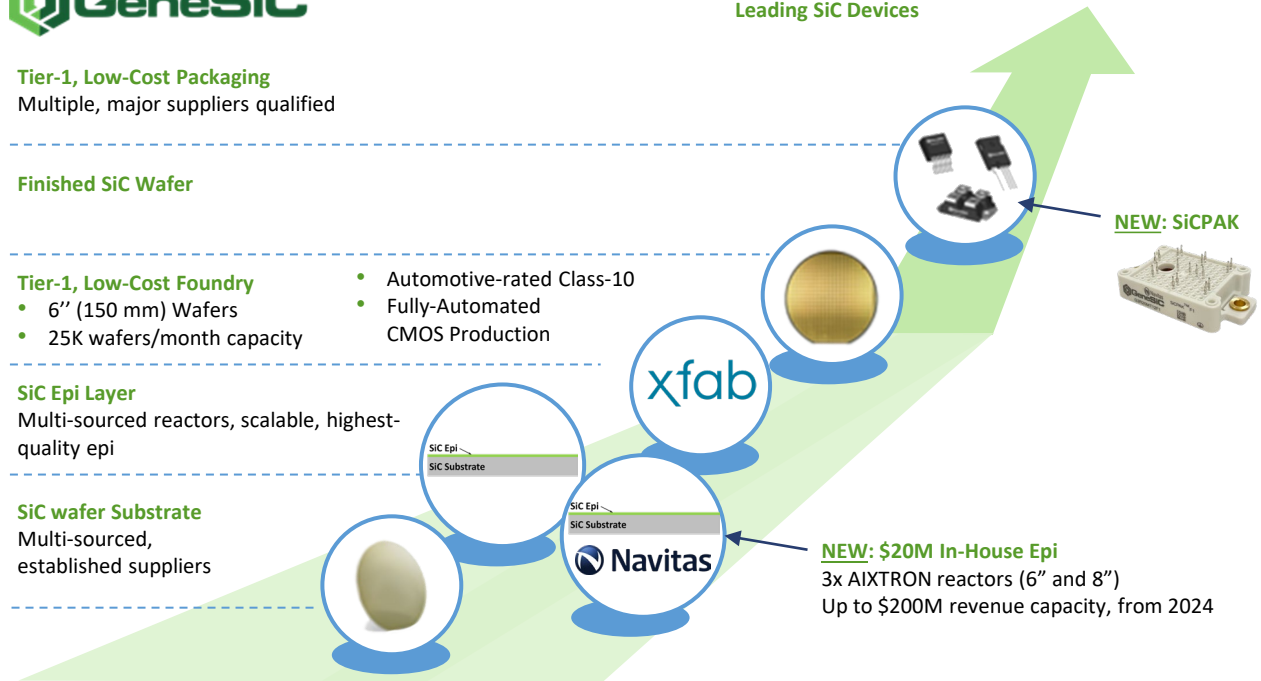 GeneSiC
Leading SiC Devices
Tier-1, Low-Cost Packaging
Multiple, major suppliers qualified
Finished SiC Wafer
NEW: SiCPAK
GeneSiC
Tier-1, Low-Cost Foundry
• 6’’ (150 mm) Wafers
• 25K wafers/month capacity
• Automotive-rated Class-10
• Fully-Automated
CMOS Production
xfab
SiC Epi Layer
Multi-sourced reactors, scalable, highest-
quality epi
SiC Epi
SiC Substrate
SiC wafer Substrate
Multi-sourced,
established suppliers
SiC Epi
SiC Substrate
Navitas
NEW: $20M In-House Epi
3x AIXTRON reactors (6” and 8”)
Up to $200M revenue capacity, from 2024